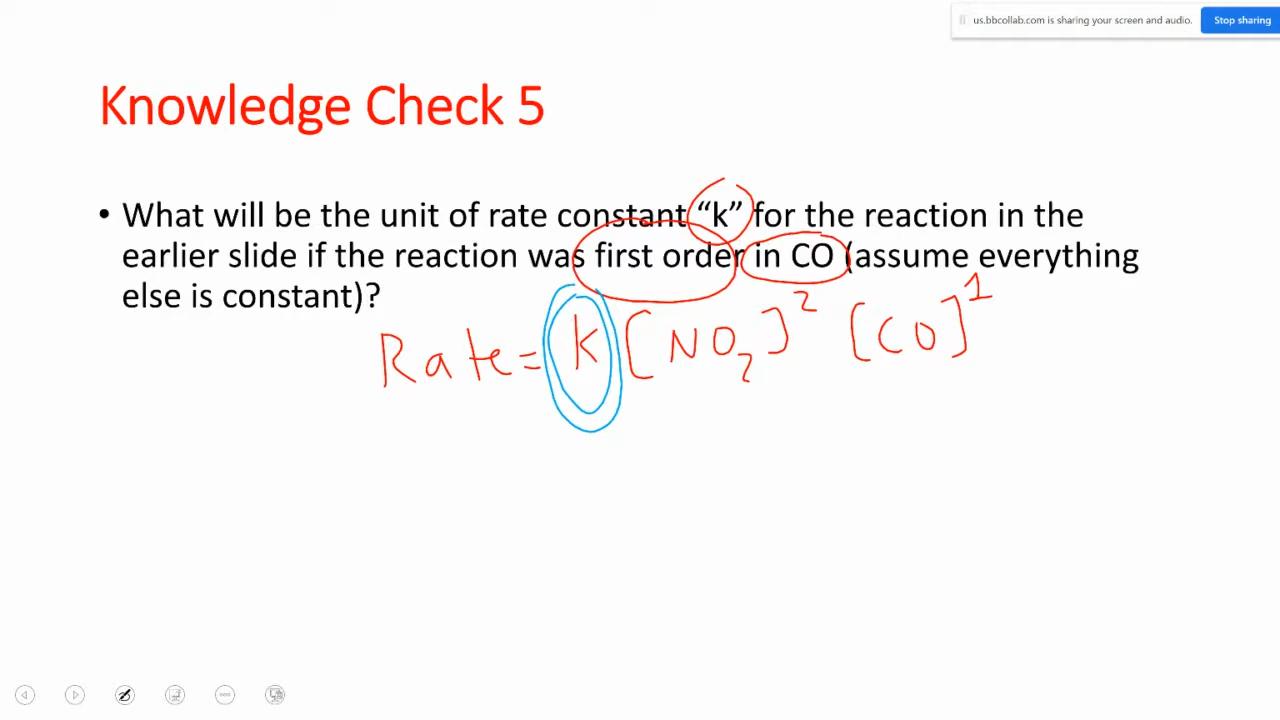 us.bbcollab.com is sharing your screen and audio. Stop sharing
Knowledge Check 5
• What will be the unit of rate constant “k” for the reaction in the
earlier slide if the reaction was first order in CO (assume everything
else is constant)?
Rate = k [NO₂]² [CO]¹